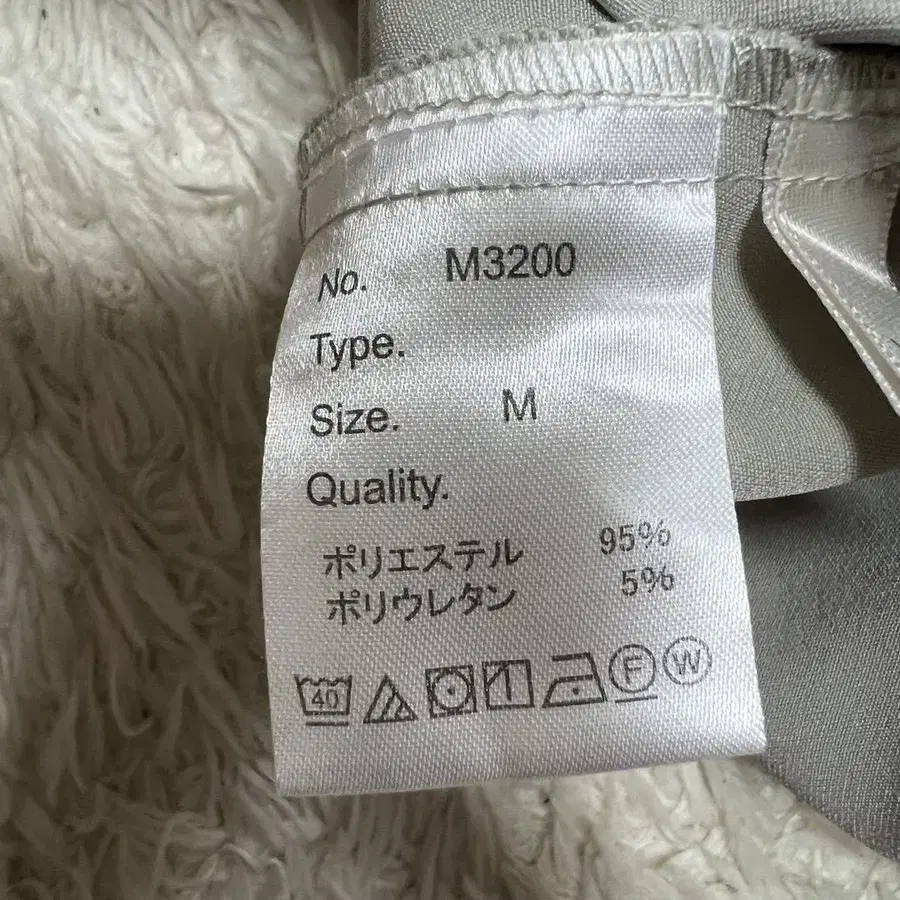 No. M3200
Type.
Size. M
Quality.
ポリエステル 95%
ポリウレタン 5%
40 F W